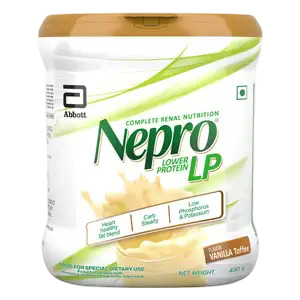 Abbott
COMPLETE RENAL NUTRITION
Nepro
LOWER
PROTEIN
LP
Heart
healthy
fat blend
Carb
Steady
Low
Phosphorus
& Potassium
FOOD FOR SPECIAL DIETARY USE
FLAVOR
VANILLA Toffee
NET WEIGHT
400 g